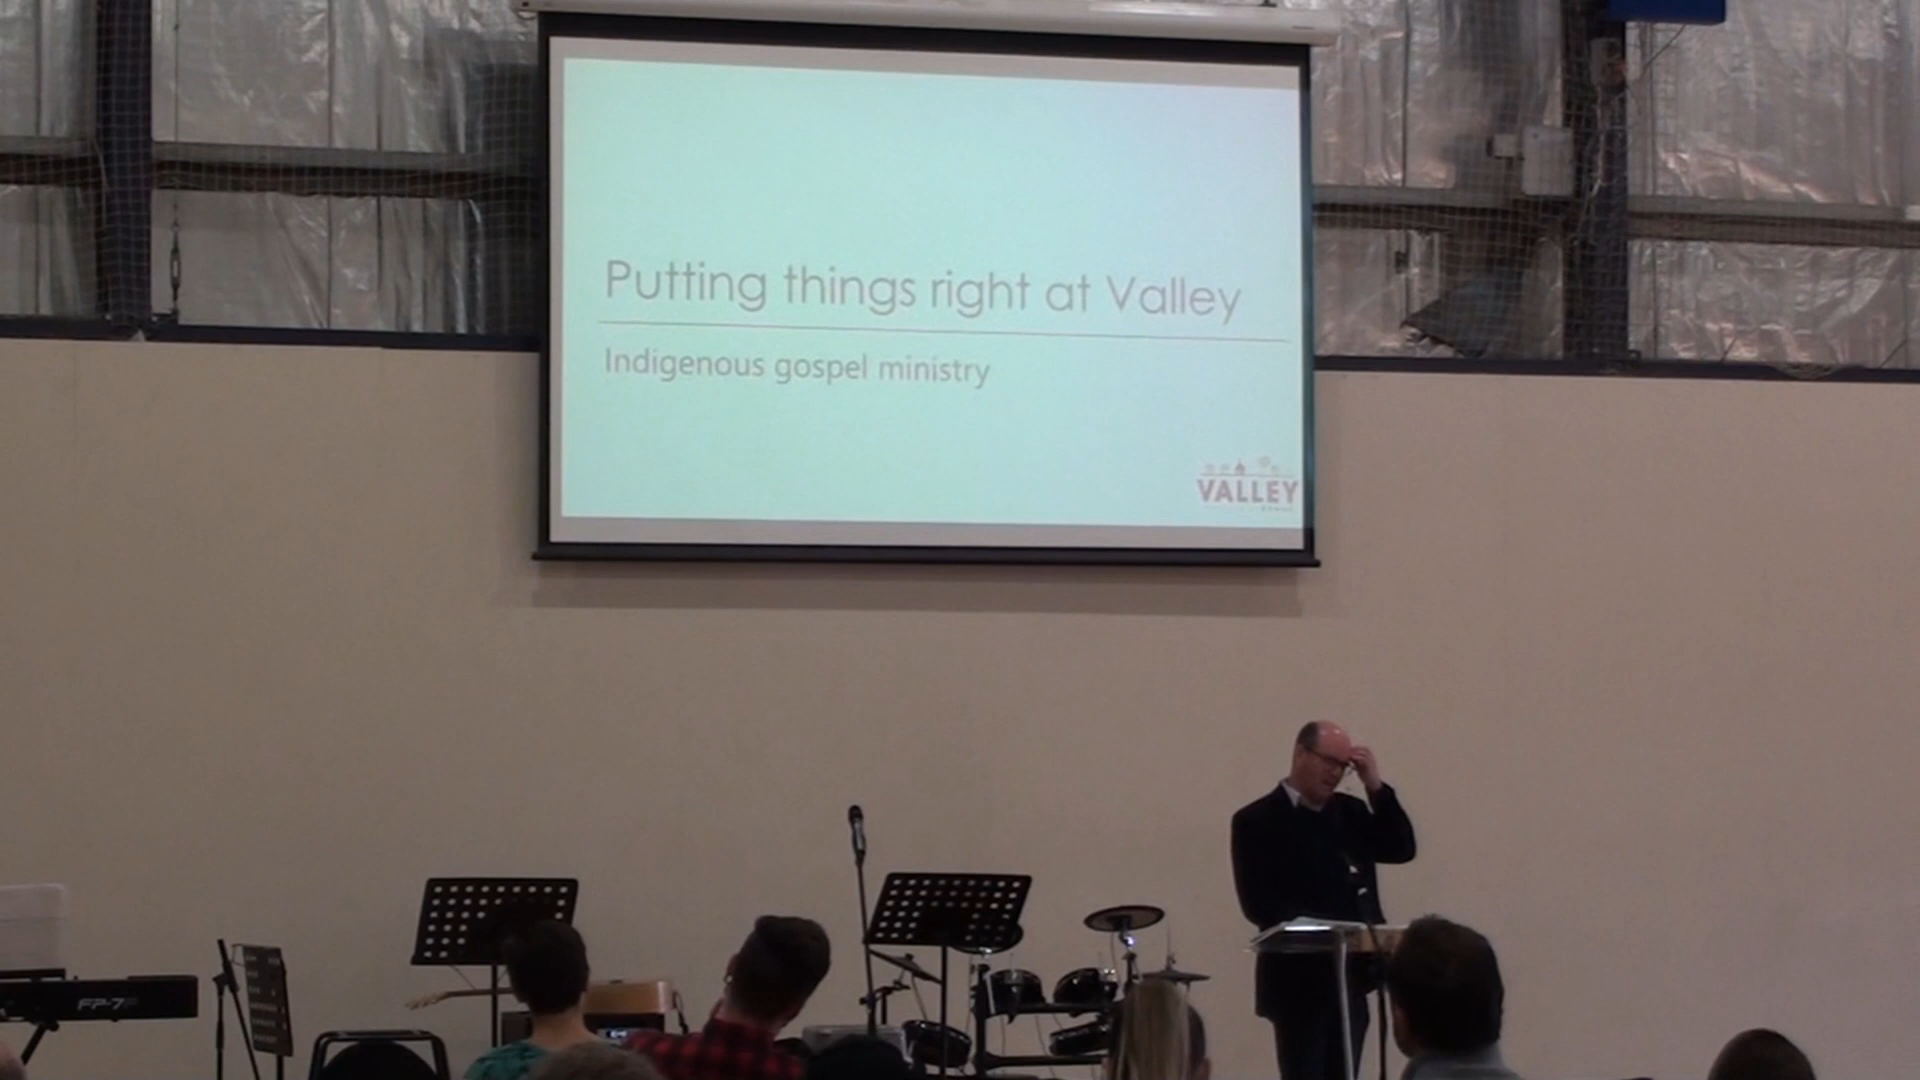 Putting things right at Valley
Indigenous gospel ministry
VALLEY
FP-7F